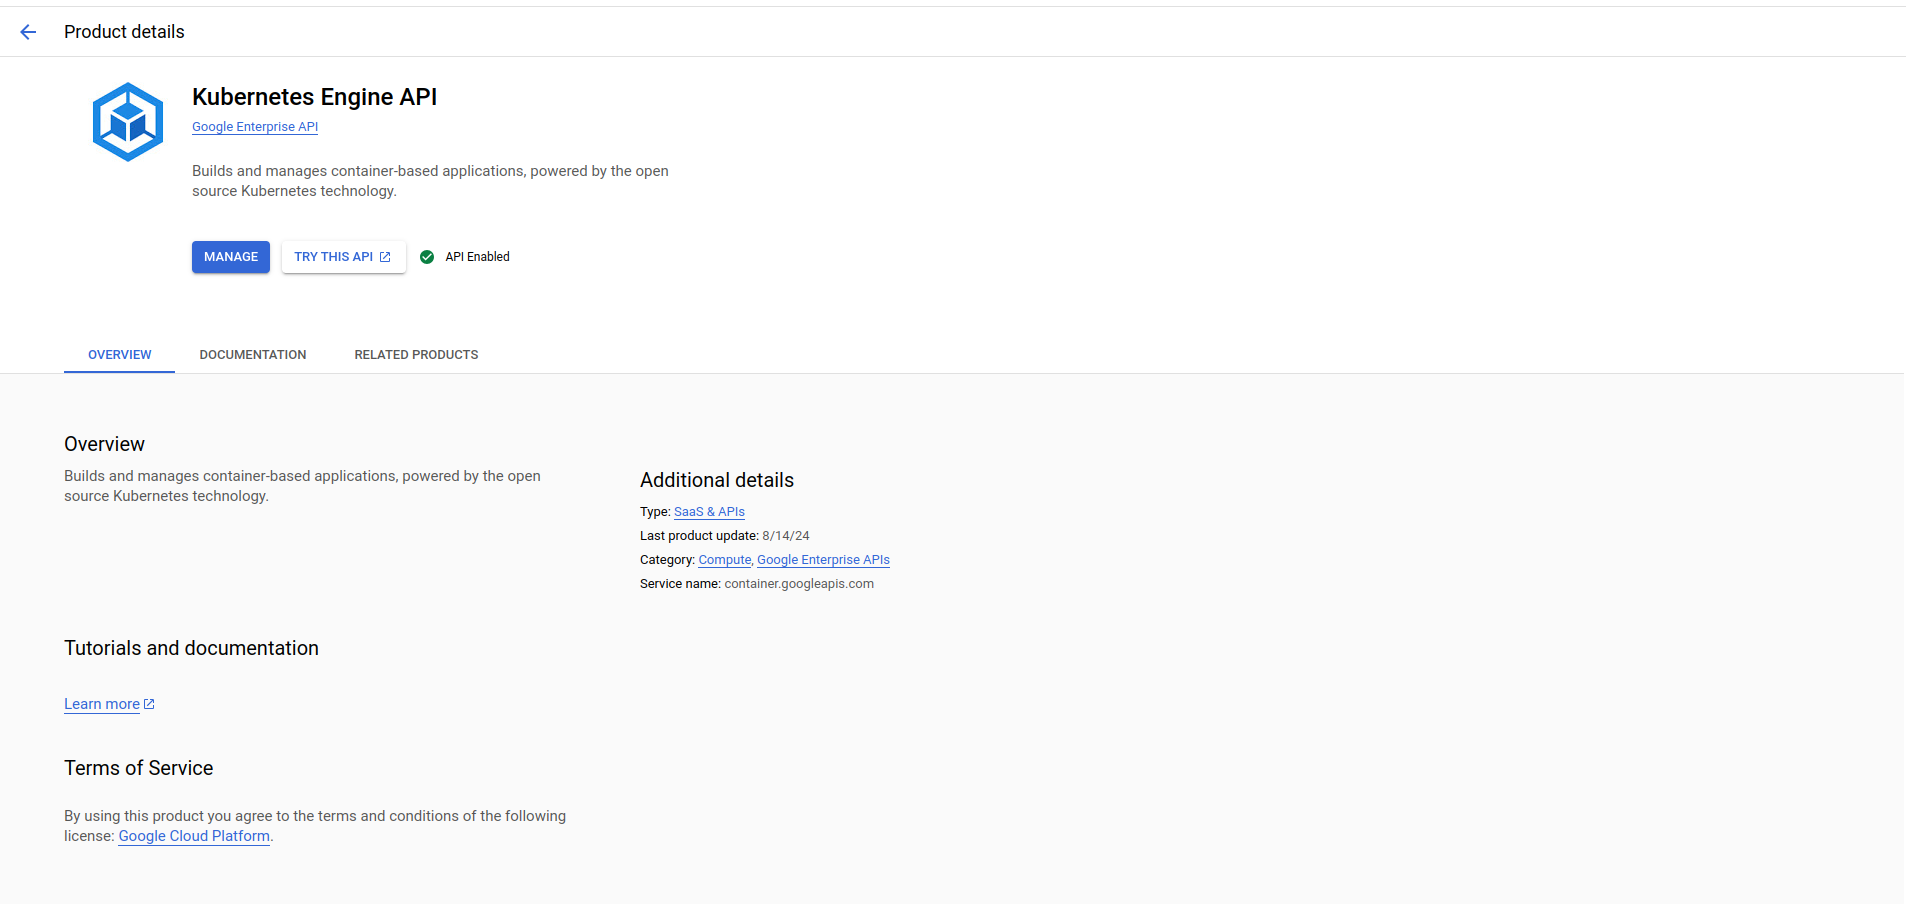 Product details
Kubernetes Engine API
Google Enterprise API
Builds and manages container-based applications, powered by the open
source Kubernetes technology.
MANAGE
TRY THIS API
API Enabled
OVERVIEW
DOCUMENTATION
RELATED PRODUCTS
Overview
Builds and manages container-based applications, powered by the open
source Kubernetes technology.
Additional details
Type: SaaS & APIs
Last product update: 8/14/24
Category: Compute, Google Enterprise APIs
Service name: container.googleapis.com
Tutorials and documentation
Learn more
Terms of Service
By using this product you agree to the terms and conditions of the following
license: Google Cloud Platform.